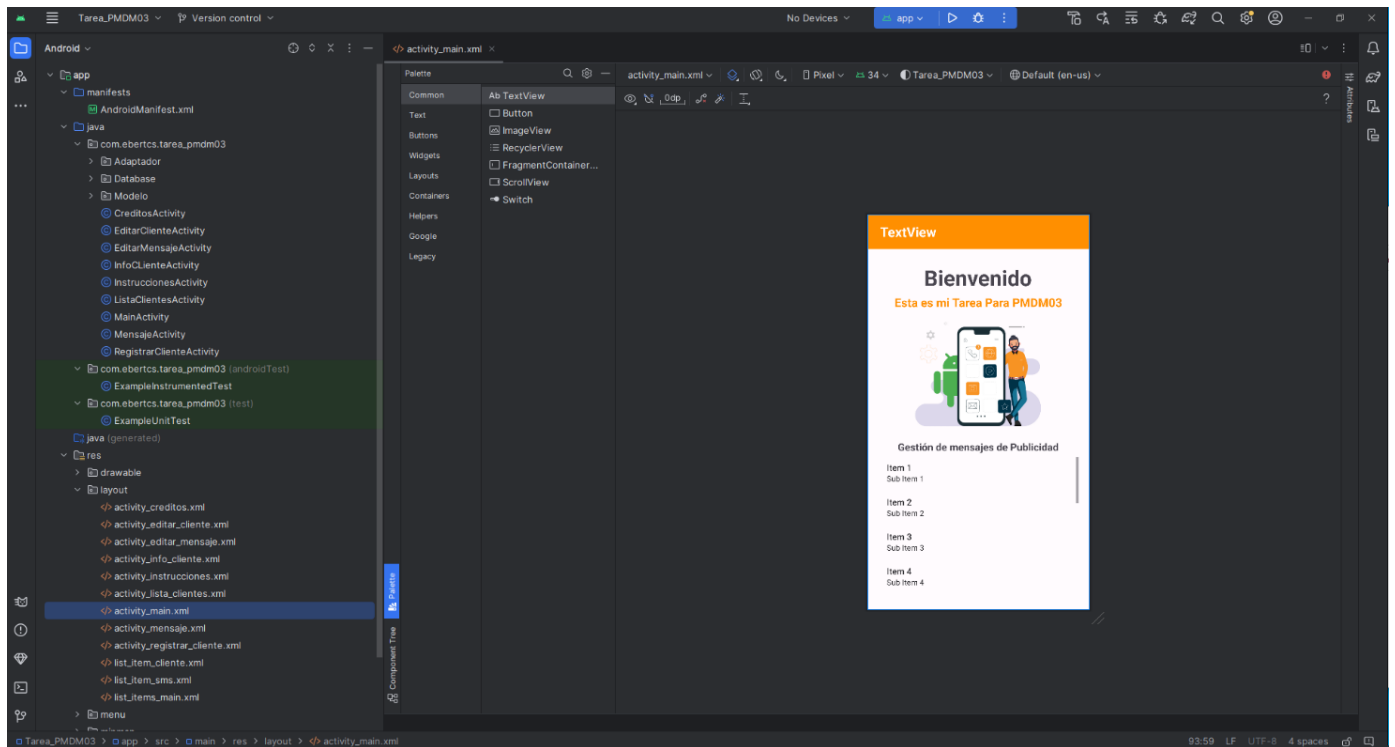 Tarea_PMDM03
Version control
No Devices
app
Android
activity_main.xml
app
manifests
AndroidManifest.xml
java
com.ebertcs.tarea_pmdm03
Adaptador
Database
Modelo
CreditosActivity
EditarClienteActivity
EditarMensajeActivity
InfoCLienteActivity
InstruccionesActivity
ListaClientesActivity
MainActivity
MensajeActivity
RegistrarClienteActivity
com.ebertcs.tarea_pmdm03 (androidTest)
ExampleInstrumentedTest
com.ebertcs.tarea_pmdm03 (test)
ExampleUnitTest
java (generated)
res
drawable
layout
activity_creditos.xml
activity_editar_cliente.xml
activity_editar_mensaje.xml
activity_info_cliente.xml
activity_instrucciones.xml
activity_lista_clientes.xml
activity_main.xml
activity_mensaje.xml
activity_registrar_cliente.xml
list_item_cliente.xml
list_item_sms.xml
list_items_main.xml
menu
Palette
Component Tree
Palette
Common
Text
Buttons
Widgets
Layouts
Containers
Helpers
Google
Legacy
Ab TextView
Button
ImageView
RecyclerView
FragmentContainer...
ScrollView
Switch
activity_main.xml
Pixel
34
Tarea_PMDM03
Default (en-us)
0dp
?
Attributes
TextView
Bienvenido
Esta es mi Tarea Para PMDM03
Gestión de mensajes de Publicidad
Item 1
Sub Item 1
Item 2
Sub Item 2
Item 3
Sub Item 3
Item 4
Sub Item 4
Tarea_PMDM03 > app > src > main > res > layout > activity_main.xml
93:59 LF UTF-8 4 spaces